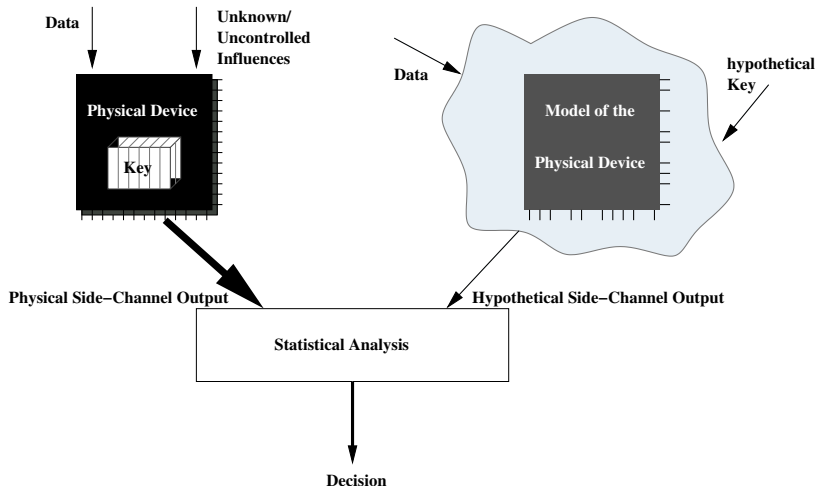 Data
Unknown/
Uncontrolled
Influences
Physical Device
Key
Data
hypothetical
Key
Model of the
Physical Device
Physical Side−Channel Output
Hypothetical Side−Channel Output
Statistical Analysis
Decision